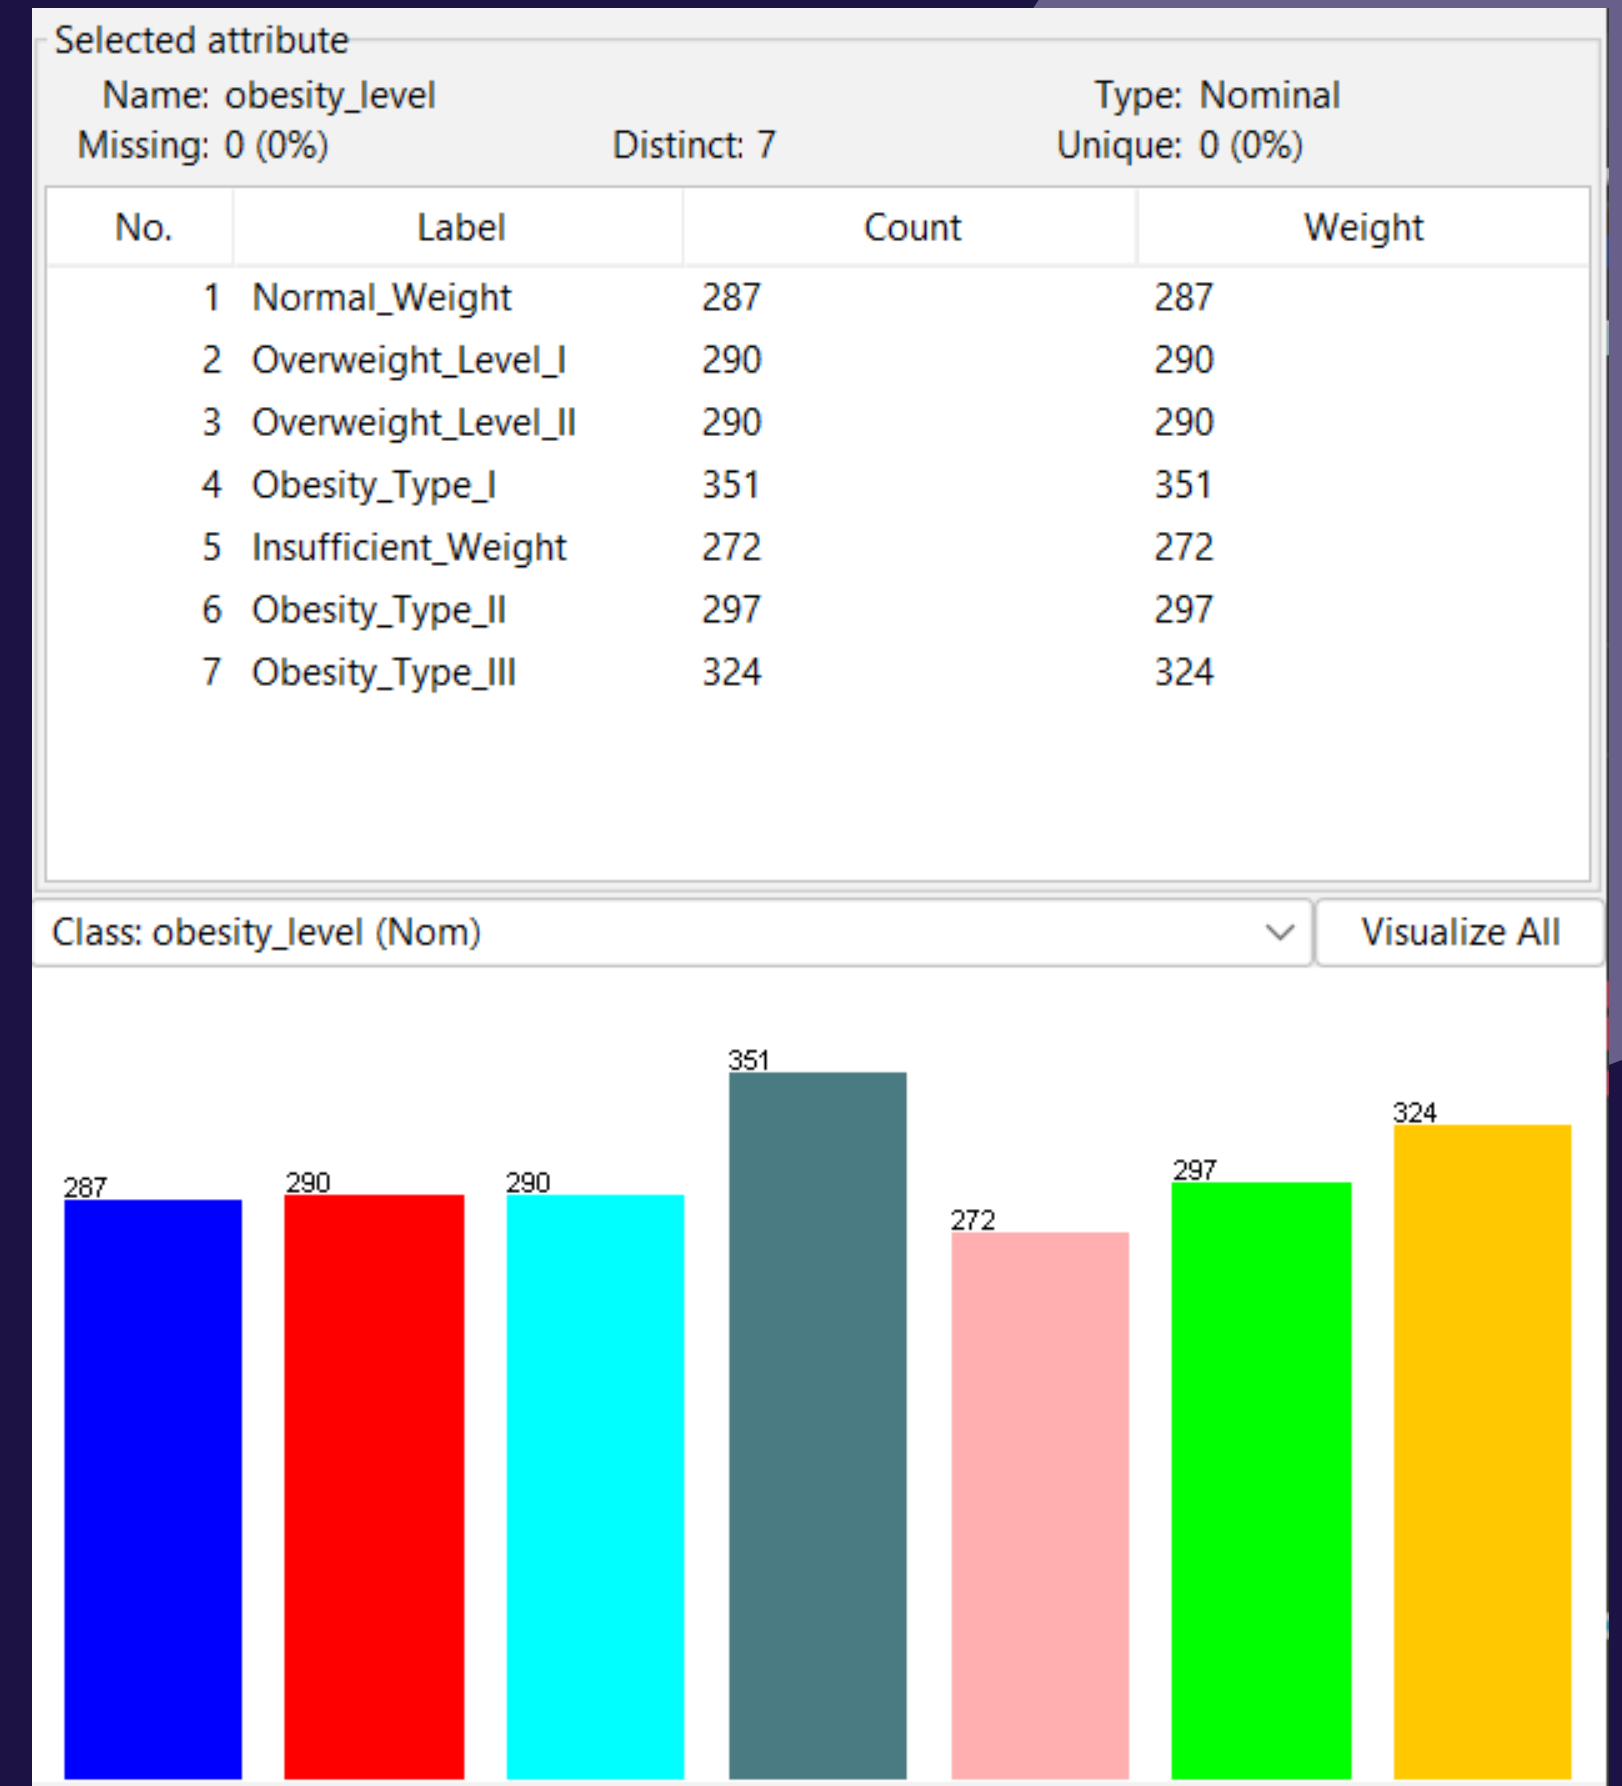 Selected attribute
Name: obesity_level Type: Nominal
Missing: 0 (0%) Distinct: 7 Unique: 0 (0%)
No. Label Count Weight
1 Normal_Weight 287 287
2 Overweight_Level_I 290 290
3 Overweight_Level_II 290 290
4 Obesity_Type_I 351 351
5 Insufficient_Weight 272 272
6 Obesity_Type_II 297 297
7 Obesity_Type_III 324 324
Class: obesity_level (Nom) Visualize All
287 290 290 351 272 297 324